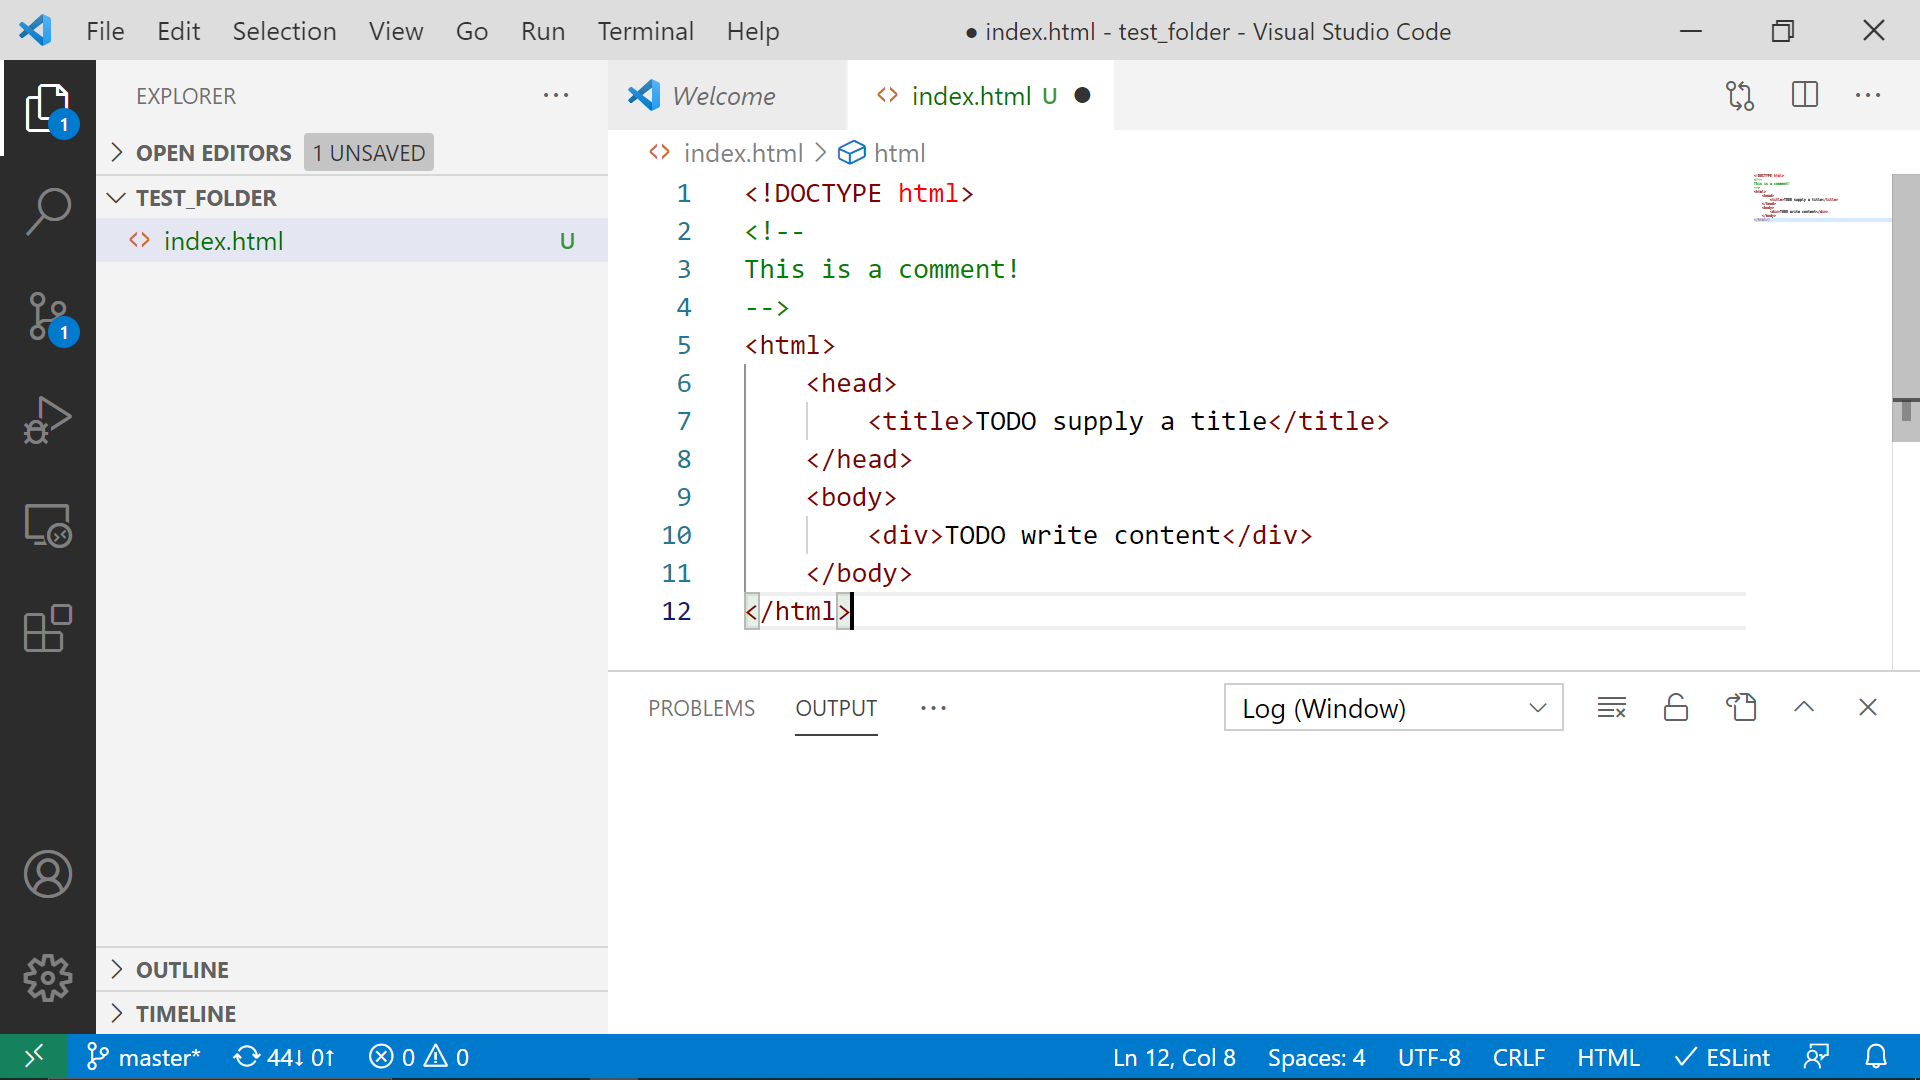 File Edit Selection View Go Run Terminal Help
● index.html - test_folder - Visual Studio Code
EXPLORER
OPEN EDITORS 1 UNSAVED
TEST_FOLDER
index.html U
OUTLINE
TIMELINE
1
1
Welcome
index.html U
index.html > html
1 <!DOCTYPE html>
2 <!--
3 This is a comment!
4 -->
5 <html>
6 <head>
7 <title>TODO supply a title</title>
8 </head>
9 <body>
10 <div>TODO write content</div>
11 </body>
12 </html>
PROBLEMS OUTPUT
Log (Window)
master* 44↓ 0↑ 0 0
Ln 12, Col 8 Spaces: 4 UTF-8 CRLF HTML ESLint